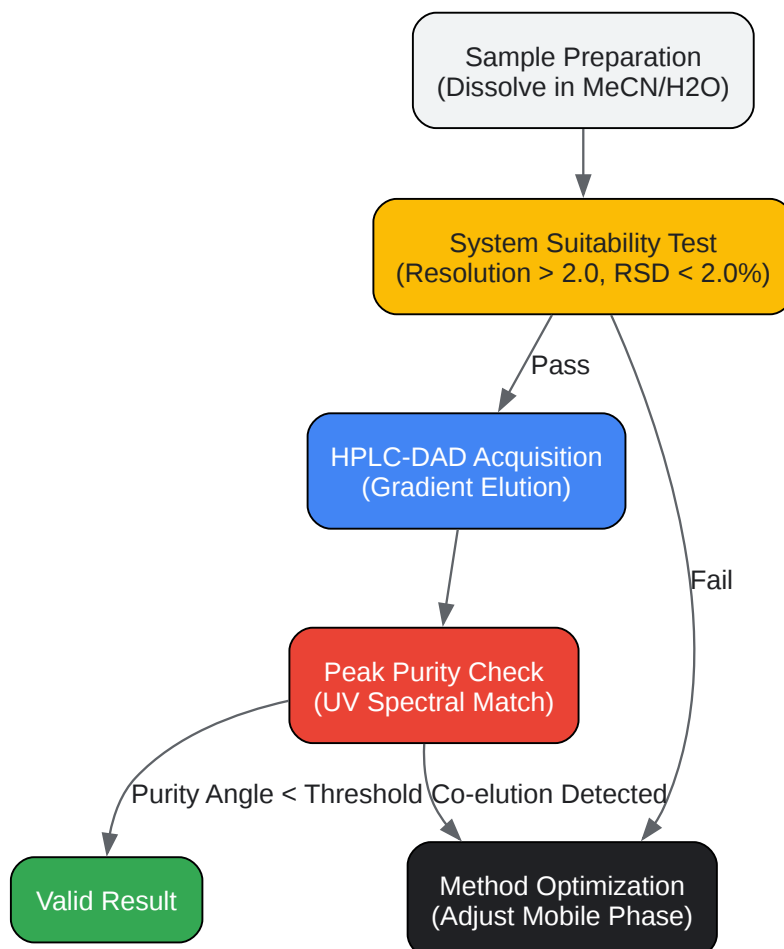 Sample Preparation
(Dissolve in MeCN/H2O)
System Suitability Test
(Resolution > 2.0, RSD < 2.0%)
Pass
HPLC-DAD Acquisition
(Gradient Elution)
Fail
Peak Purity Check
(UV Spectral Match)
Purity Angle < Threshold
Co-elution Detected
Valid Result
Method Optimization
(Adjust Mobile Phase)